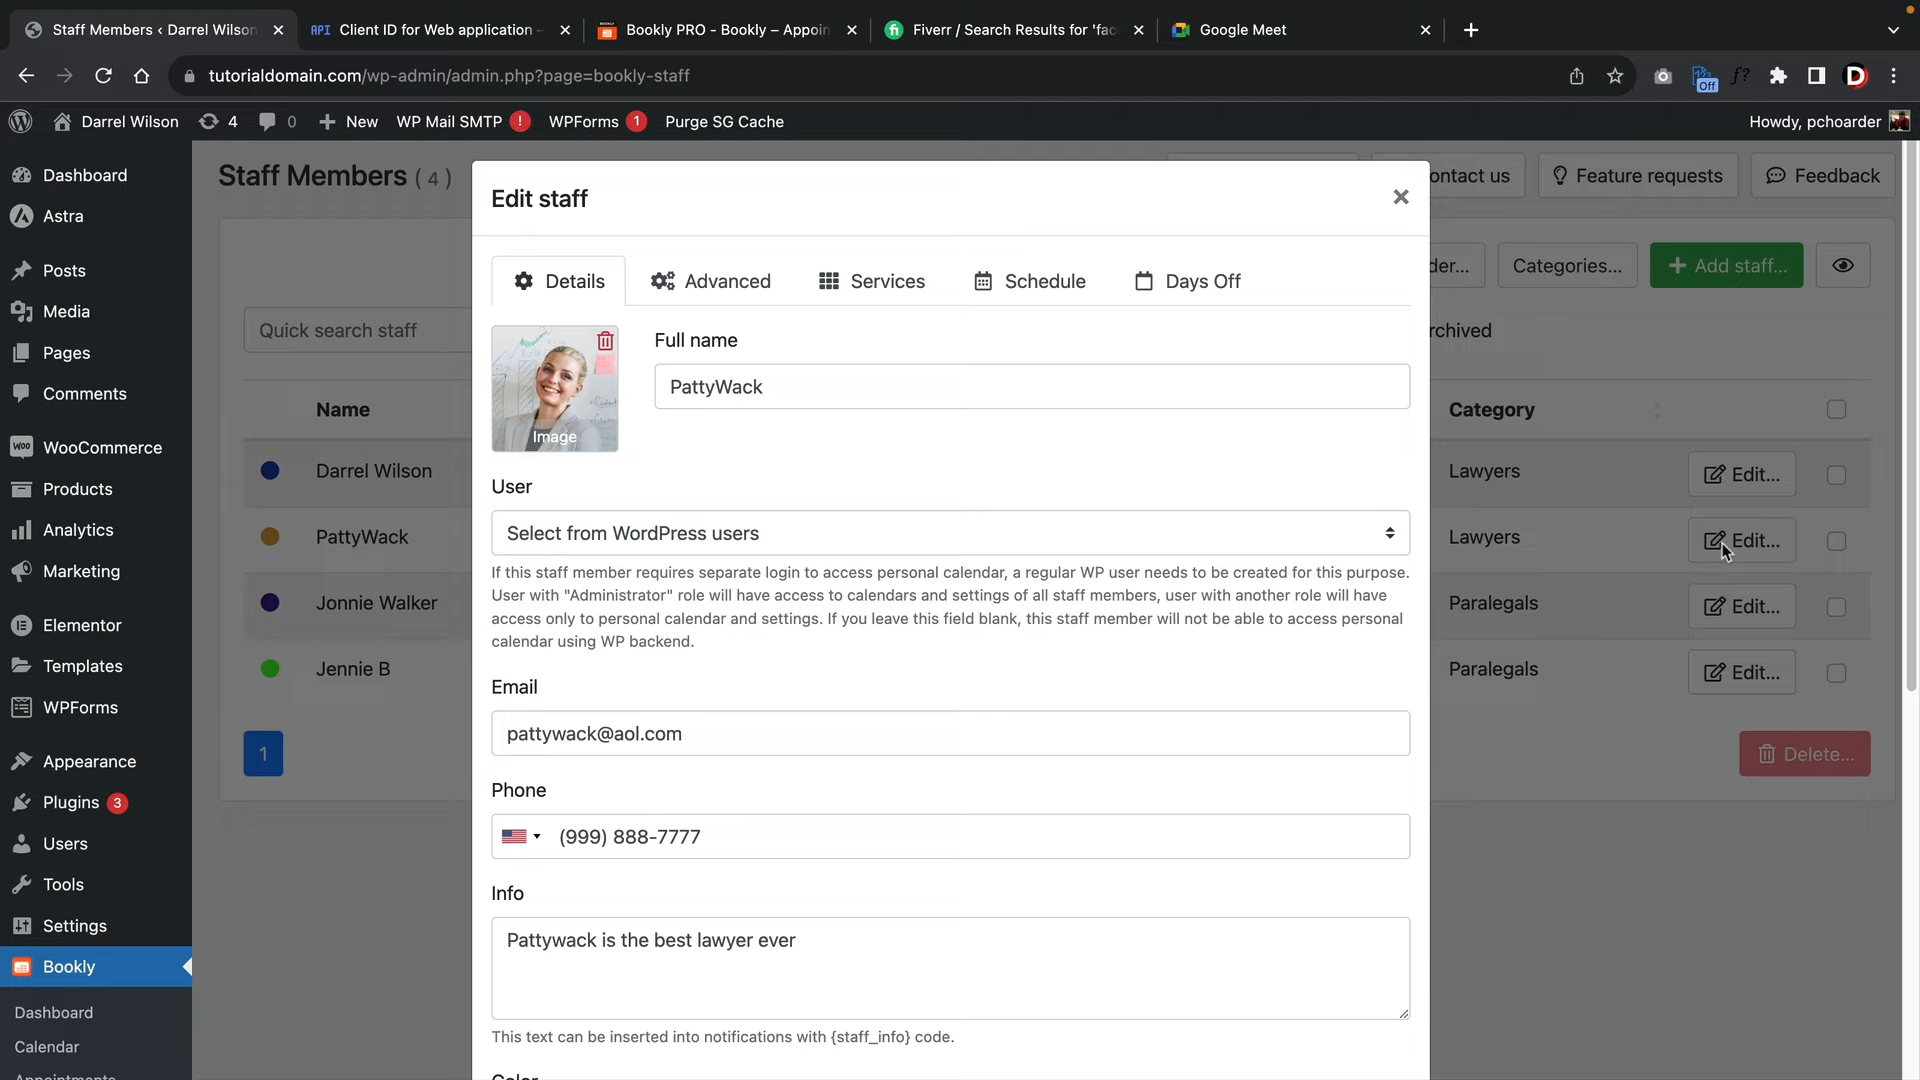 Staff Members ‹ Darrel Wilson
API Client ID for Web application -
BOOKLY Bookly PRO - Bookly – Appoin
Fiverr / Search Results for 'fac
Google Meet
tutorialdomain.com/wp-admin/admin.php?page=bookly-staff
Off
f?
D
Darrel Wilson
4
0
New
WP Mail SMTP !
WPForms 1
Purge SG Cache
Howdy, pchoarder
Dashboard
Astra
Posts
Media
Pages
Comments
WooCommerce
Products
Analytics
Marketing
Elementor
Templates
WPForms
Appearance
Plugins 3
Users
Tools
Settings
Bookly
Dashboard
Calendar
Appointments
Staff Members ( 4 )
ontact us
Feature requests
Feedback
der...
Categories...
+ Add staff...
Quick search staff
rchived
Name
Category
Darrel Wilson
Lawyers
Edit...
PattyWack
Lawyers
Edit...
Jonnie Walker
Paralegals
Edit...
Jennie B
Paralegals
Edit...
1
Delete...
Edit staff
Details
Advanced
Services
Schedule
Days Off
Image
Full name
PattyWack
User
Select from WordPress users
If this staff member requires separate login to access personal calendar, a regular WP user needs to be created for this purpose.
User with "Administrator" role will have access to calendars and settings of all staff members, user with another role will have
access only to personal calendar and settings. If you leave this field blank, this staff member will not be able to access personal
calendar using WP backend.
Email
pattywack@aol.com
Phone
(999) 888-7777
Info
Pattywack is the best lawyer ever
This text can be inserted into notifications with {staff_info} code.
Color